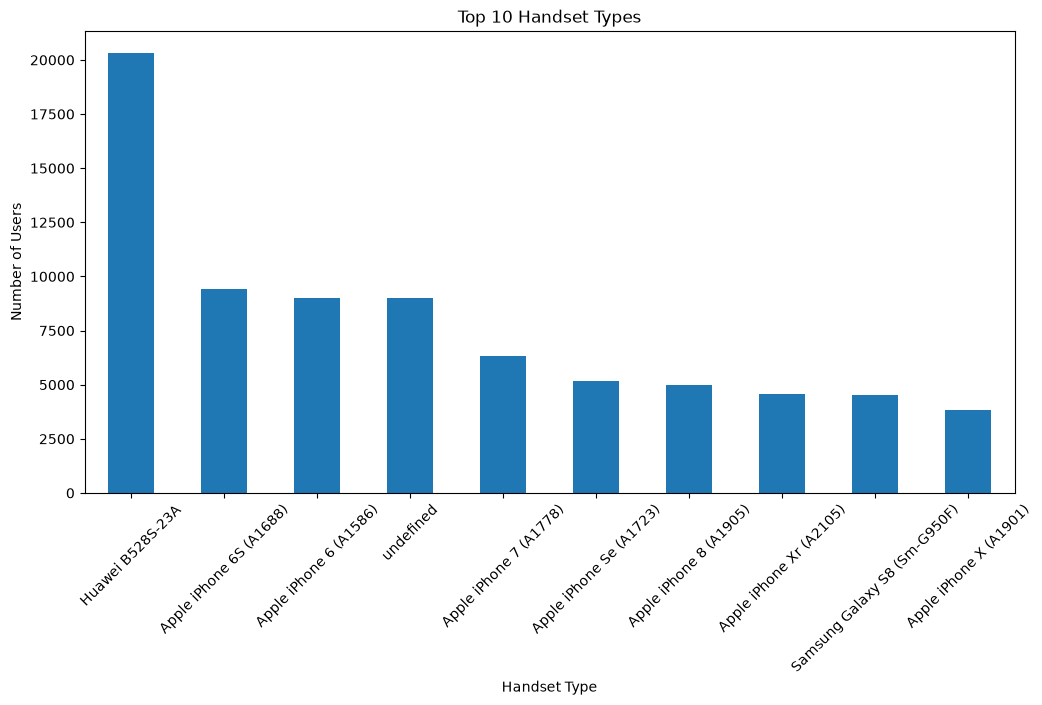 Top 10 Handset Types
Number of Users
20000
17500
15000
12500
10000
7500
5000
2500
0
Huawei B528S-23A
Apple iPhone 6S (A1688)
Apple iPhone 6 (A1586)
undefined
Apple iPhone 7 (A1778)
Apple iPhone Se (A1723)
Apple iPhone 8 (A1905)
Apple iPhone Xr (A2105)
Samsung Galaxy S8 (Sm-G950F)
Apple iPhone X (A1901)
Handset Type